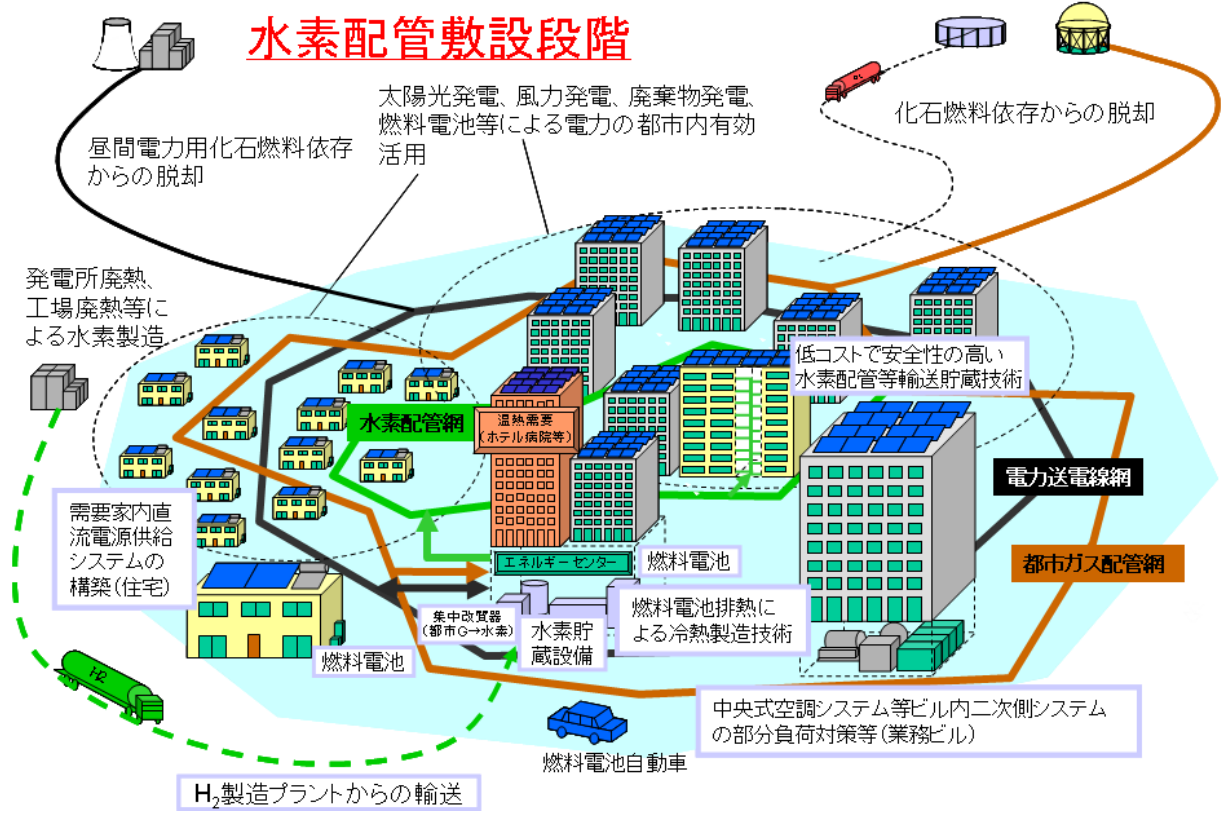 水素配管敷設段階
太陽光発電、風力発電、廃棄物発電、
燃料電池等による電力の都市内有効
活用
化石燃料依存からの脱却
昼間電力用化石燃料依存
からの脱却
発電所廃熱、
工場廃熱等に
よる水素製造
低コストで安全性の高い
水素配管等輸送貯蔵技術
水素配管網
温熱需要
(ホテル病院等)
電力送電線網
需要家内直
流電源供給
システムの
構築(住宅)
エネルギーセンター
燃料電池
都市ガス配管網
集中改質器
(都市G→水素)
水素貯
蔵設備
燃料電池排熱に
よる冷熱製造技術
燃料電池
H2
中央式空調システム等ビル内二次側システム
の部分負荷対策等(業務ビル)
燃料電池自動車
H₂製造プラントからの輸送